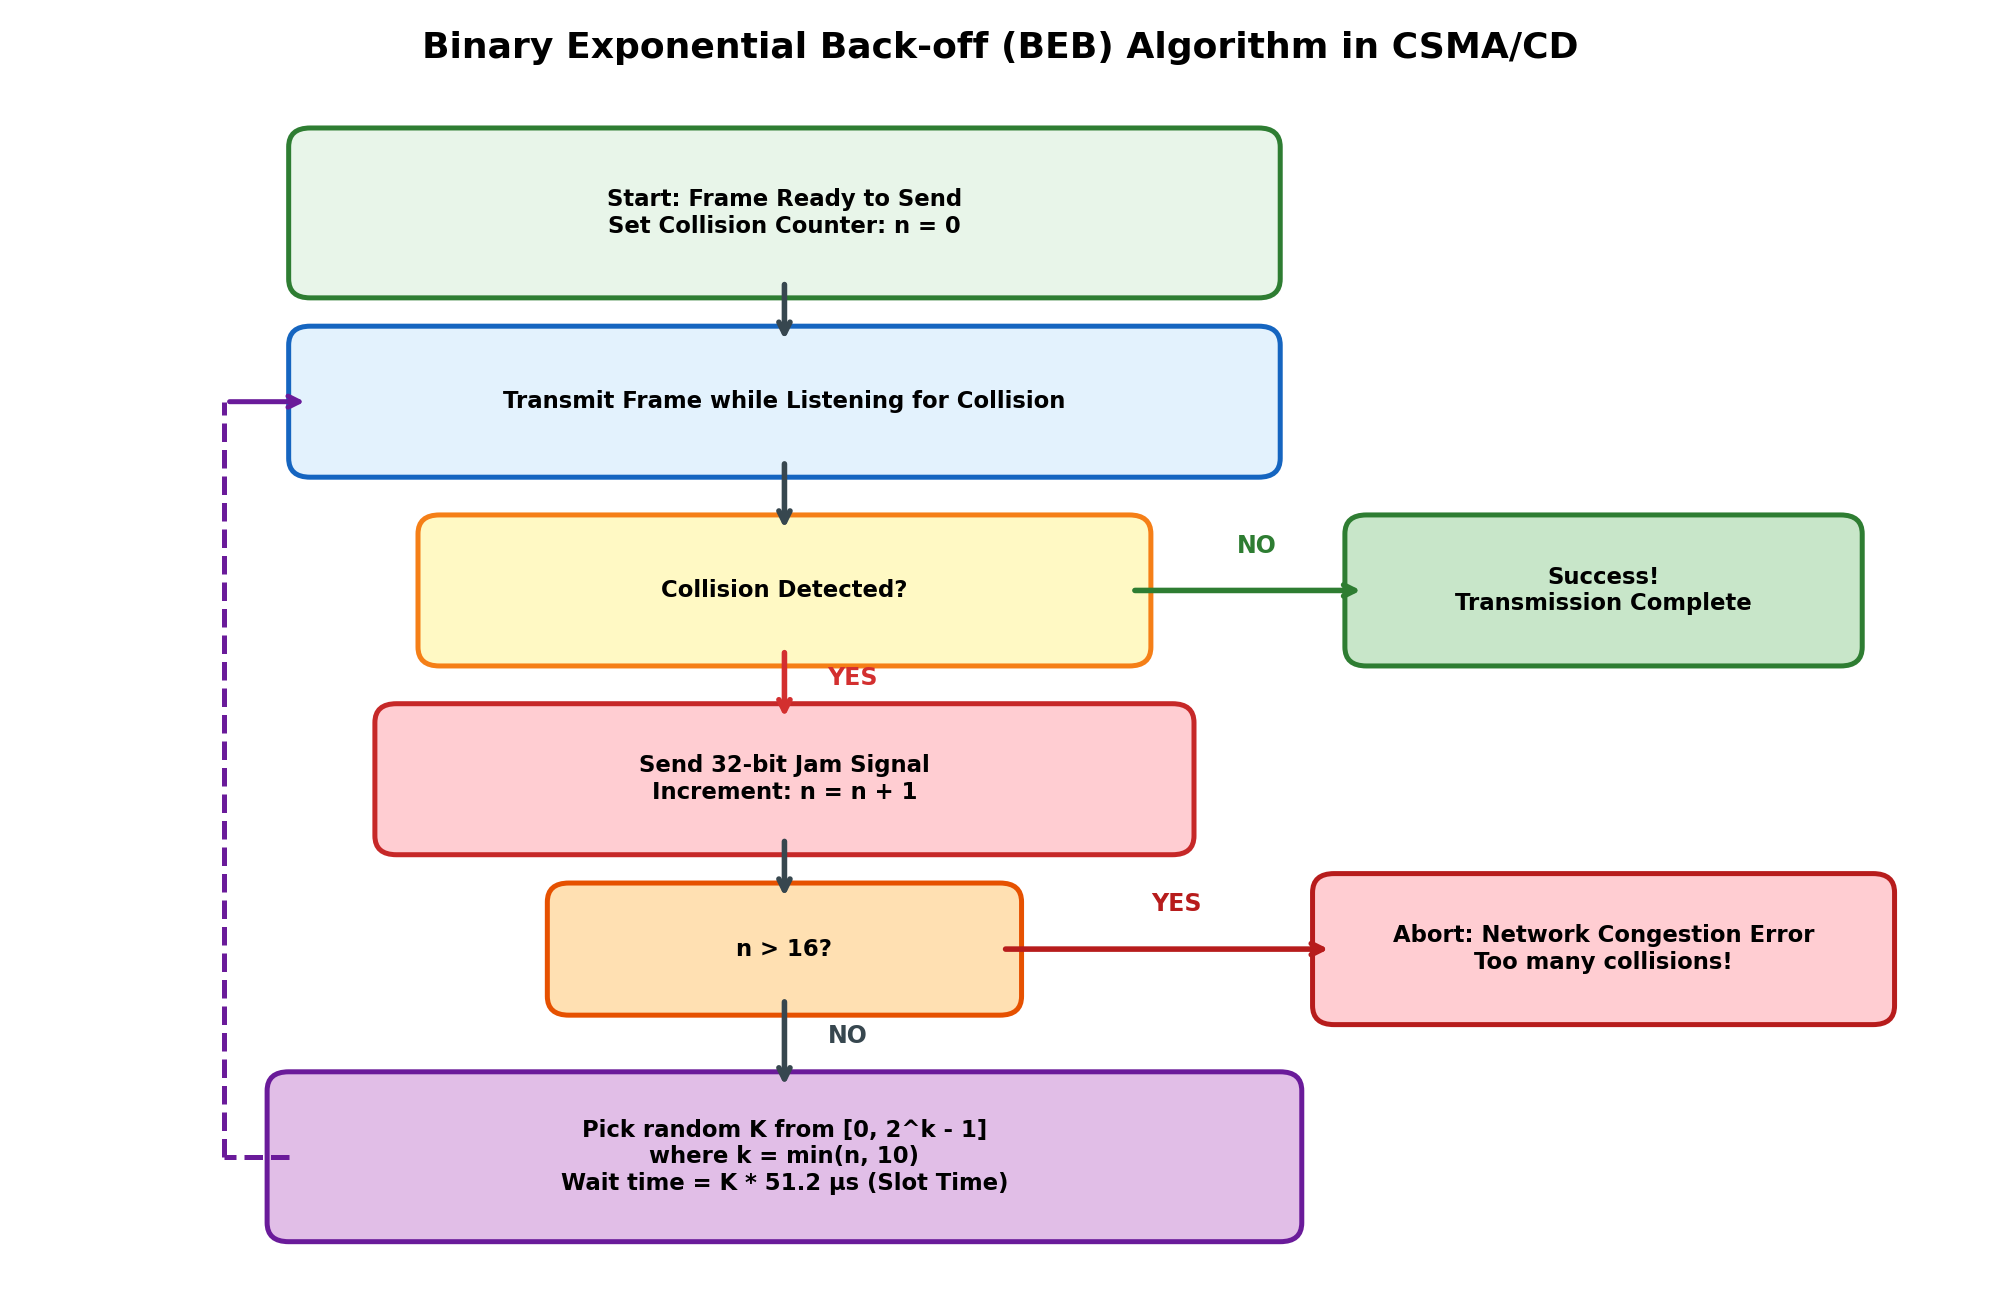 Binary Exponential Back-off (BEB) Algorithm in CSMA/CD
Start: Frame Ready to Send
Set Collision Counter: n = 0
Transmit Frame while Listening for Collision
Collision Detected?
NO
Success!
Transmission Complete
YES
Send 32-bit Jam Signal
Increment: n = n + 1
n > 16?
YES
Abort: Network Congestion Error
Too many collisions!
NO
Pick random K from [0, 2^k - 1]
where k = min(n, 10)
Wait time = K * 51.2 μs (Slot Time)